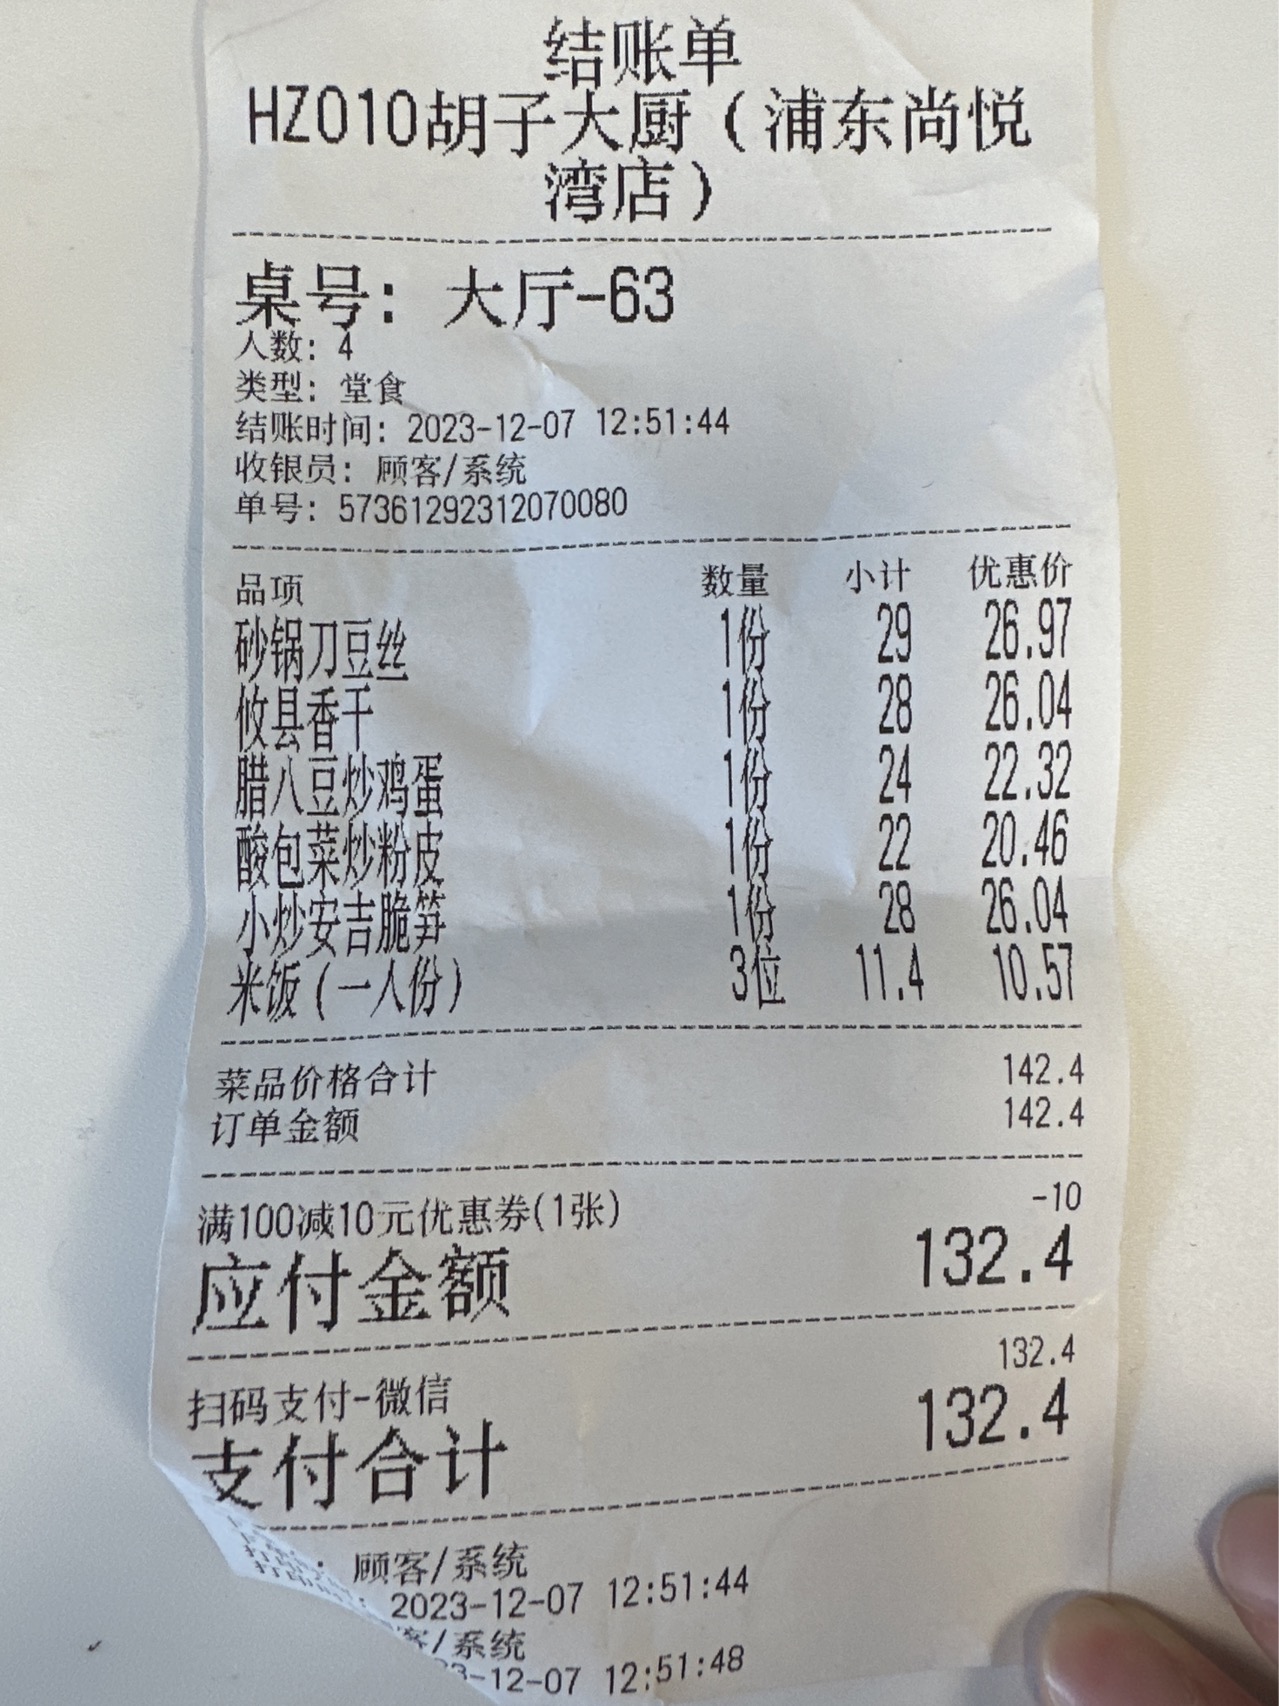 结账单
HZ010胡子大厨(浦东尚悦
湾店)
桌号: 大厅-63
人数: 4
类型: 堂食
结账时间: 2023-12-07 12:51:44
收银员: 顾客/系统
单号: 57361292312070080
品项 数量 小计 优惠价
砂锅刀豆丝 1份 29 26.97
攸县香干 1份 28 26.04
腊八豆炒鸡蛋 1份 24 22.32
酸包菜炒粉皮 1份 22 20.46
小炒安吉脆笋 1份 28 26.04
米饭(一人份) 3位 11.4 10.57
菜品价格合计 142.4
订单金额 142.4
满100减10元优惠券(1张) -10
应付金额 132.4
扫码支付-微信 132.4
支付合计 132.4
: 顾客/系统
: 2023-12-07 12:51:44
客/系统
23-12-07 12:51:48